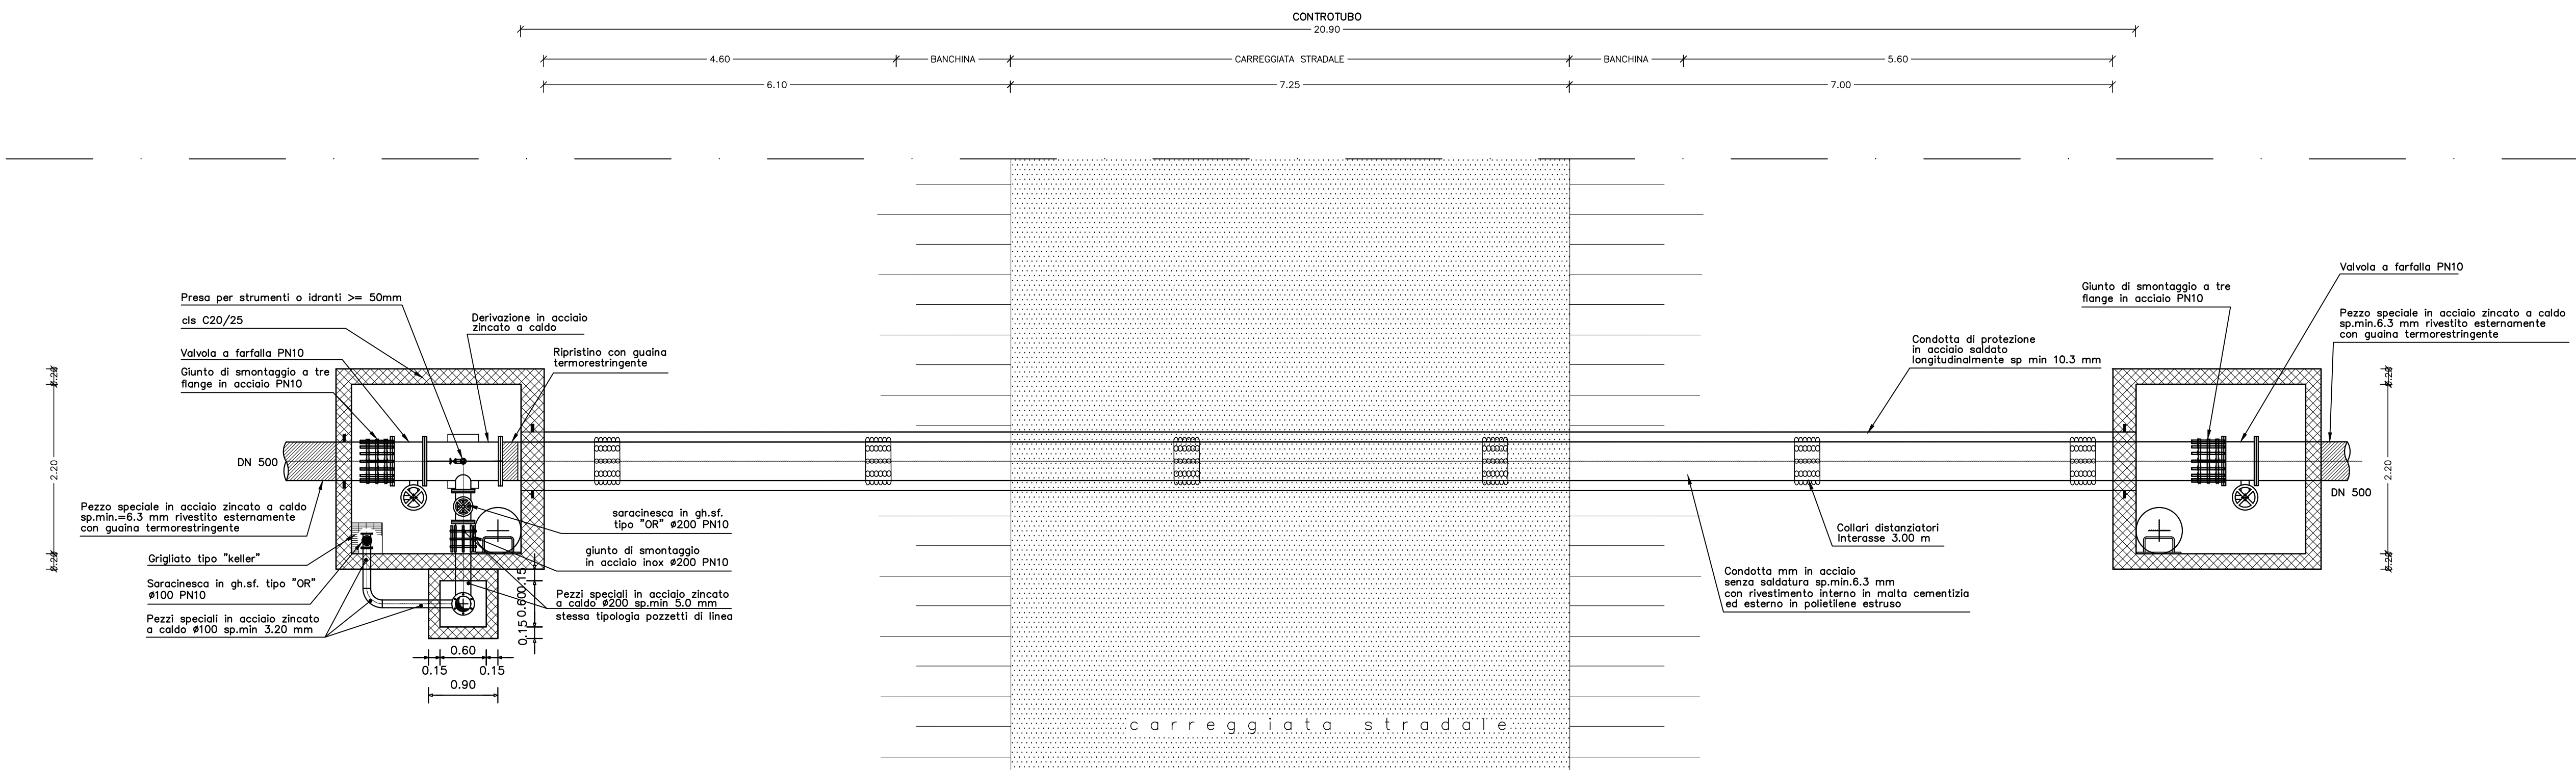 CONTROTUBO
20.90
4.60
BANCHINA
CARREGGIATA STRADALE
BANCHINA
5.60
6.10
7.25
7.00
Presa per strumenti o idranti >= 50mm
cls C20/25
Valvola a farfalla PN10
Giunto di smontaggio a tre
flange in acciaio PN10
Derivazione in acciaio
zincato a caldo
Ripristino con guaina
termorestringente
2.20
DN 500
Pezzo speciale in acciaio zincato a caldo
sp.min.=6.3 mm rivestito esternamente
con guaina termorestringente
Grigliato tipo "keller"
Saracinesca in gh.sf. tipo "OR"
ø100 PN10
Pezzi speciali in acciaio zincato
a caldo ø100 sp.min 3.20 mm
saracinesca in gh.sf.
tipo "OR" ø200 PN10
giunto di smontaggio
in acciaio inox ø200 PN10
Pezzi speciali in acciaio zincato
a caldo ø200 sp.min 5.0 mm
stessa tipologia pozzetti di linea
0.15
0.60
0.15
0.60
0.15
0.15
0.90
carreggiata stradale
Condotta di protezione
in acciaio saldato
longitudinalmente sp min 10.3 mm
Collari distanziatori
Interasse 3.00 m
Condotta mm in acciaio
senza saldatura sp.min.6.3 mm
con rivestimento interno in malta cementizia
ed esterno in polietilene estruso
Giunto di smontaggio a tre
flange in acciaio PN10
Valvola a farfalla PN10
Pezzo speciale in acciaio zincato a caldo
sp.min.6.3 mm rivestito esternamente
con guaina termorestringente
2.20
DN 500